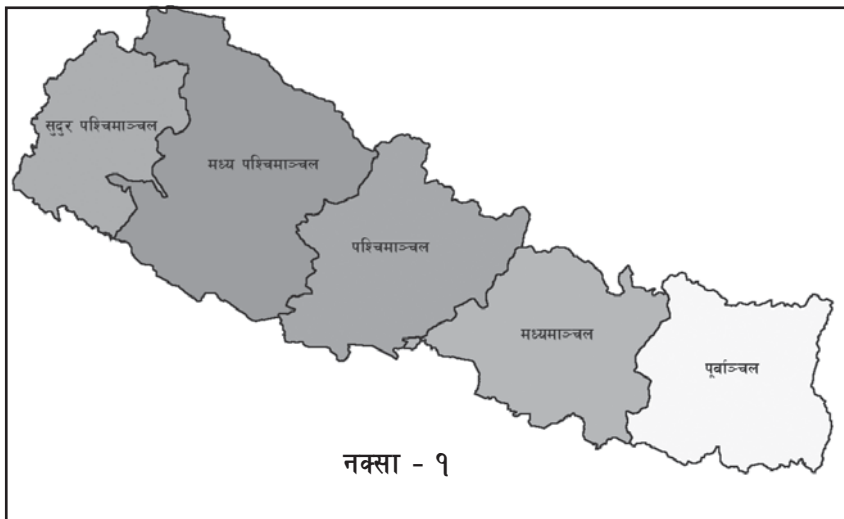 सुदुर पश्चिमाञ्चल
मध्य पश्चिमाञ्चल
पश्चिमाञ्चल
मध्यमाञ्चल
पूर्बाञ्चल
नक्सा - १